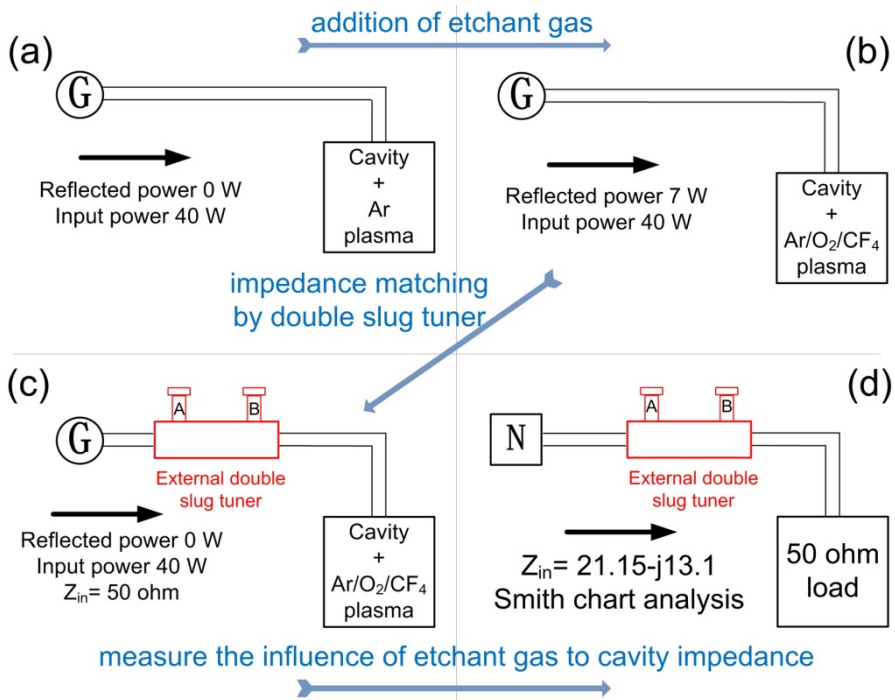 addition of etchant gas
(a)
G
Reflected power 0 W
Input power 40 W
Cavity
+
Ar
plasma
(b)
G
Reflected power 7 W
Input power 40 W
Cavity
+
Ar/O₂/CF₄
plasma
impedance matching
by double slug tuner
(c)
G
A B
External double
slug tuner
Reflected power 0 W
Input power 40 W
Zin= 50 ohm
Cavity
+
Ar/O₂/CF₄
plasma
(d)
N
A B
External double
slug tuner
Zin= 21.15-j13.1
Smith chart analysis
50 ohm
load
measure the influence of etchant gas to cavity impedance